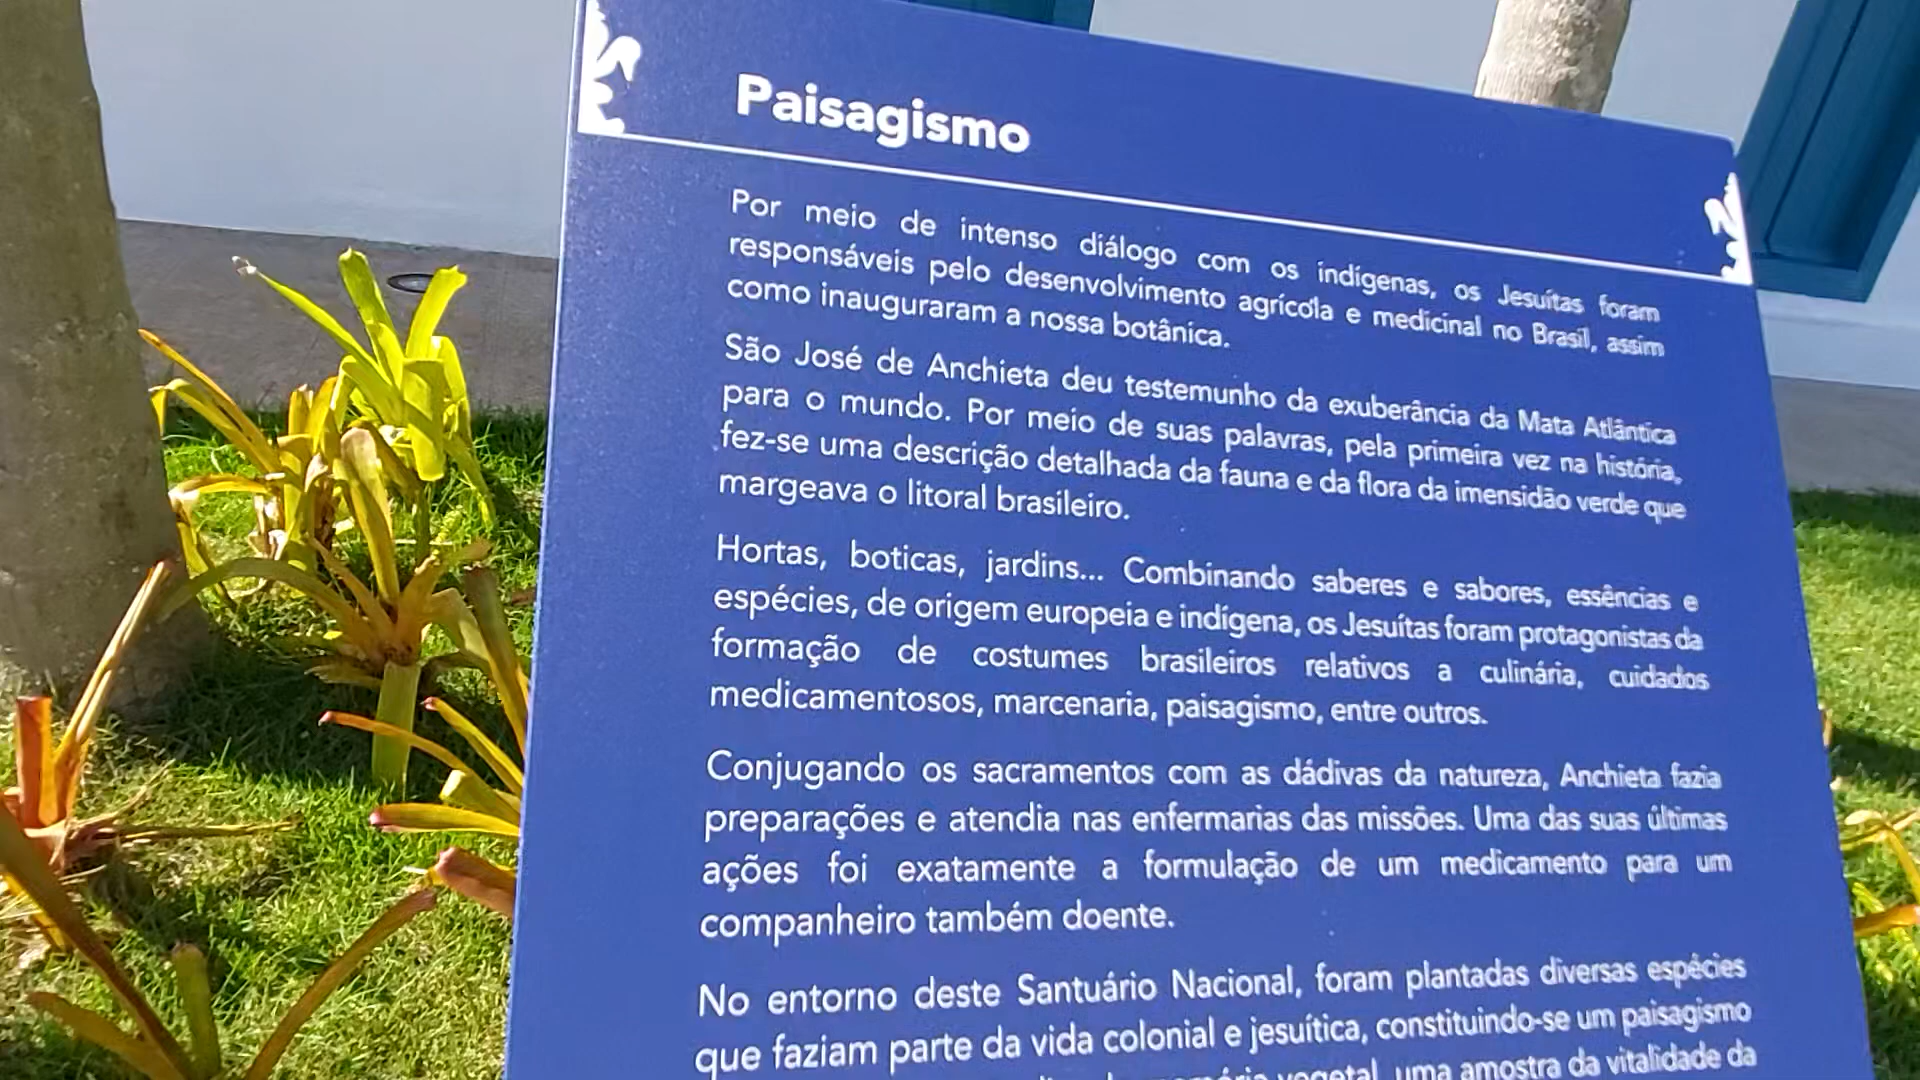 Paisagismo
Por meio de intenso diálogo com os indígenas, os Jesuítas foram
responsáveis pelo desenvolvimento agrícola e medicinal no Brasil, assim
como inauguraram a nossa botânica.
São José de Anchieta deu testemunho da exuberância da Mata Atlântica
para o mundo. Por meio de suas palavras, pela primeira vez na história,
fez-se uma descrição detalhada da fauna e da flora da imensidão verde que
margeava o litoral brasileiro.
Hortas, boticas, jardins... Combinando saberes e sabores, essências e
espécies, de origem europeia e indígena, os Jesuítas foram protagonistas da
formação de costumes brasileiros relativos a culinária, cuidados
medicamentosos, marcenaria, paisagismo, entre outros.
Conjugando os sacramentos com as dádivas da natureza, Anchieta fazia
preparações e atendia nas enfermarias das missões. Uma das suas últimas
ações foi exatamente a formulação de um medicamento para um
companheiro também doente.
No entorno deste Santuário Nacional, foram plantadas diversas espécies
que faziam parte da vida colonial e jesuítica, constituindo-se um paisagismo
vegetal, uma amostra da vitalidade da